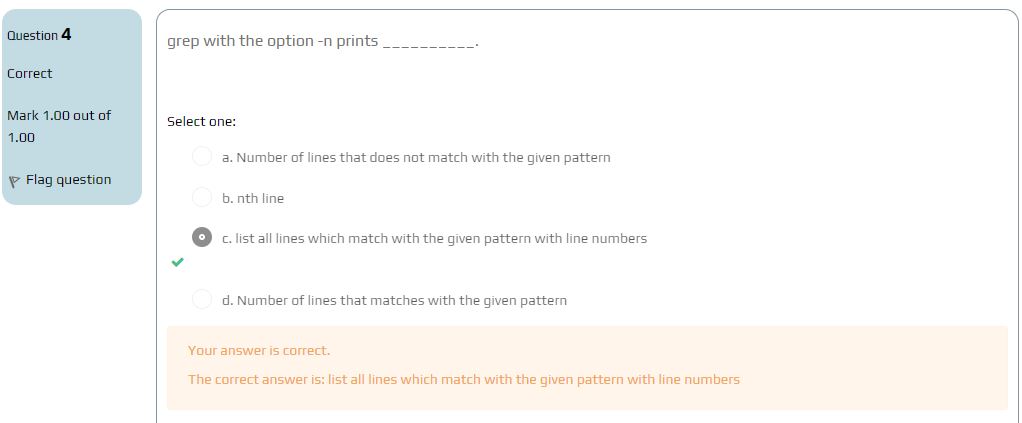 Question 4
Correct
Mark 1.00 out of
1.00
Flag question
grep with the option -n prints __________.
Select one:
a. Number of lines that does not match with the given pattern
b. nth line
c. list all lines which match with the given pattern with line numbers
d. Number of lines that matches with the given pattern
Your answer is correct.
The correct answer is: list all lines which match with the given pattern with line numbers